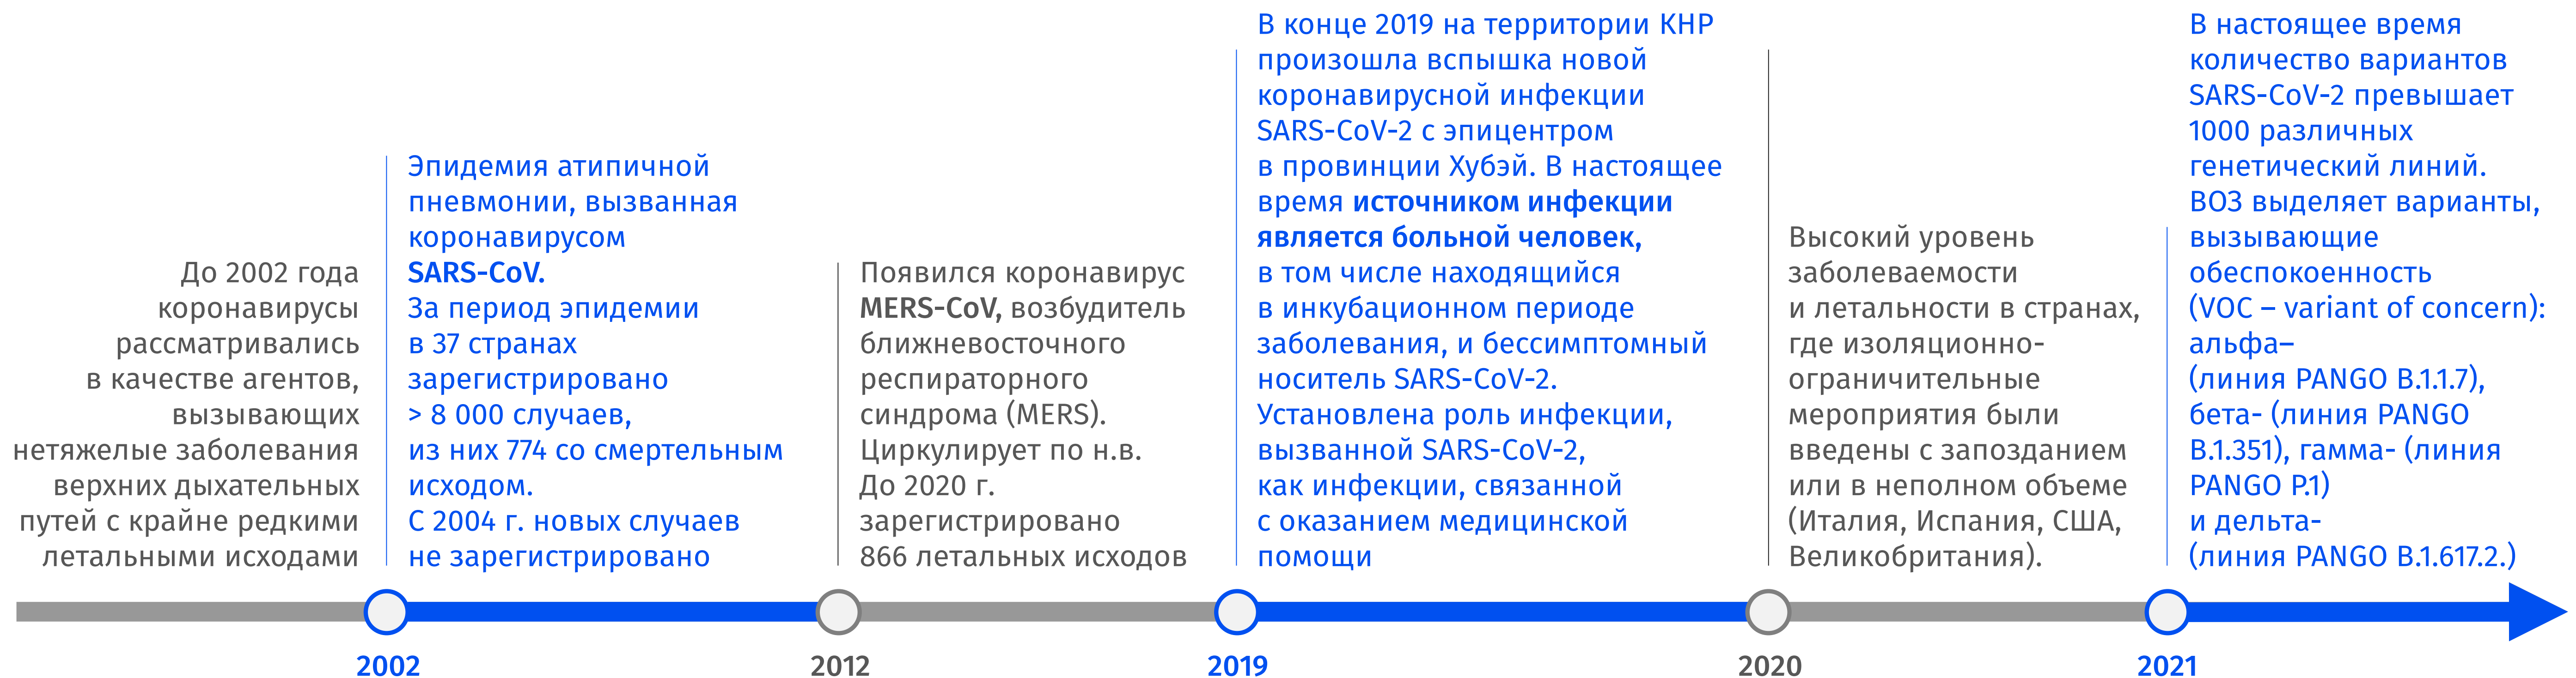 До 2002 года
коронавирусы
рассматривались
в качестве агентов,
вызывающих
нетяжелые заболевания
верхних дыхательных
путей с крайне редкими
летальными исходами
Эпидемия атипичной
пневмонии, вызванная
коронавирусом
SARS-CoV.
За период эпидемии
в 37 странах
зарегистрировано
> 8 000 случаев,
из них 774 со смертельным
исходом.
С 2004 г. новых случаев
не зарегистрировано
Появился коронавирус
MERS-CoV, возбудитель
ближневосточного
респираторного
синдрома (MERS).
Циркулирует по н.в.
До 2020 г.
зарегистрировано
866 летальных исходов
В конце 2019 на территории КНР
произошла вспышка новой
коронавирусной инфекции
SARS-CoV-2 с эпицентром
в провинции Хубэй. В настоящее
время источником инфекции
является больной человек,
в том числе находящийся
в инкубационном периоде
заболевания, и бессимптомный
носитель SARS-CoV-2.
Установлена роль инфекции,
вызванной SARS-CoV-2,
как инфекции, связанной
с оказанием медицинской
помощи
Высокий уровень
заболеваемости
и летальности в странах,
где изоляционно-
ограничительные
мероприятия были
введены с запозданием
или в неполном объеме
(Италия, Испания, США,
Великобритания).
В настоящее время
количество вариантов
SARS-CoV-2 превышает
1000 различных
генетический линий.
ВОЗ выделяет варианты,
вызывающие
обеспокоенность
(VOC – variant of concern):
альфа–
(линия PANGO B.1.1.7),
бета- (линия PANGO
B.1.351), гамма- (линия
PANGO P.1)
и дельта-
(линия PANGO B.1.617.2.)
2002
2012
2019
2020
2021